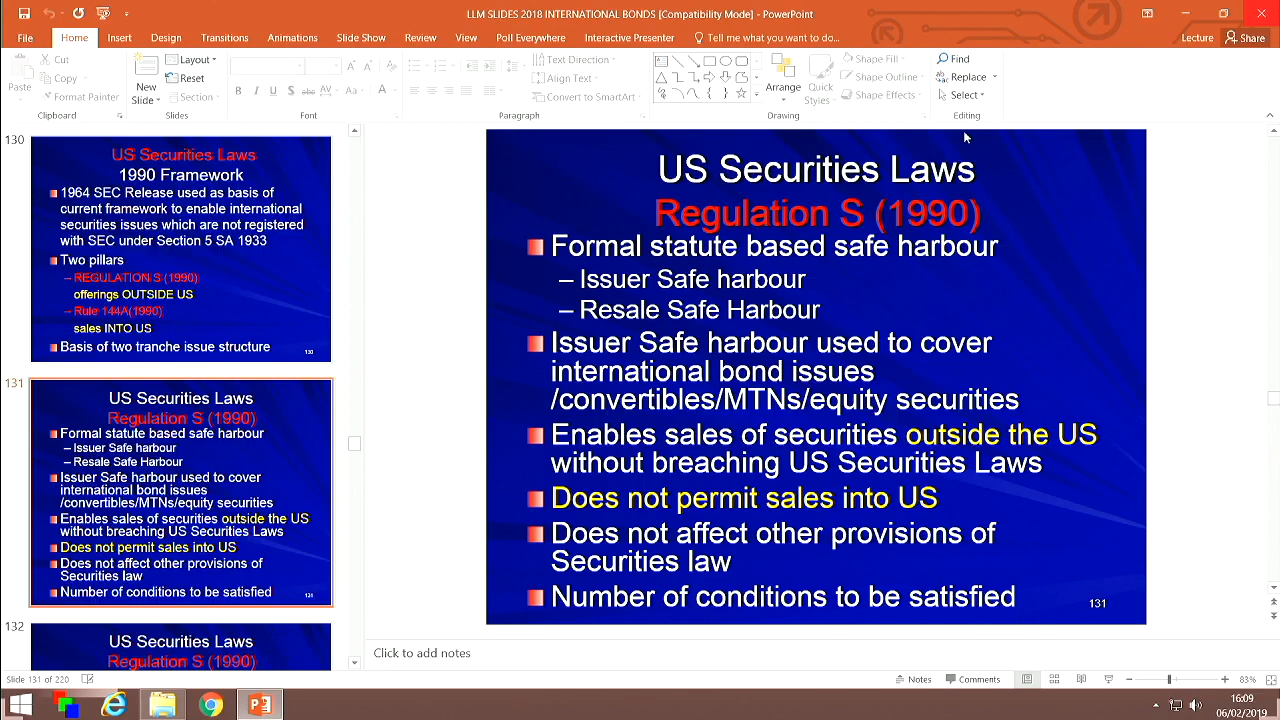 LLM SLIDES 2018 INTERNATIONAL BONDS [Compatibility Mode] - PowerPoint
File Home Insert Design Transitions Animations Slide Show Review View Poll Everywhere Interactive Presenter Tell me what you want to do... Lecture Share
Paste
Cut
Copy
Format Painter
Clipboard
New
Slide
Layout
Reset
Section
Slides
B I U S abc AV Aa A
Font
Text Direction
Align Text
Convert to SmartArt
Paragraph
Arrange
Quick
Styles
Shape Fill
Shape Outline
Shape Effects
Drawing
Find
Replace
Select
Editing
130
US Securities Laws
1990 Framework
1964 SEC Release used as basis of
current framework to enable international
securities issues which are not registered
with SEC under Section 5 SA 1933
Two pillars
– REGULATION S (1990)
offerings OUTSIDE US
– Rule 144A(1990)
sales INTO US
Basis of two tranche issue structure
130
131
US Securities Laws
Regulation S (1990)
Formal statute based safe harbour
– Issuer Safe harbour
– Resale Safe Harbour
Issuer Safe harbour used to cover
international bond issues
/convertibles/MTNs/equity securities
Enables sales of securities outside the US
without breaching US Securities Laws
Does not permit sales into US
Does not affect other provisions of
Securities law
Number of conditions to be satisfied
131
132
US Securities Laws
Regulation S (1990)
US Securities Laws
Regulation S (1990)
Formal statute based safe harbour
– Issuer Safe harbour
– Resale Safe Harbour
Issuer Safe harbour used to cover
international bond issues
/convertibles/MTNs/equity securities
Enables sales of securities outside the US
without breaching US Securities Laws
Does not permit sales into US
Does not affect other provisions of
Securities law
Number of conditions to be satisfied
131
Click to add notes
Slide 131 of 220 Notes Comments 83%
16:09
06/02/2019